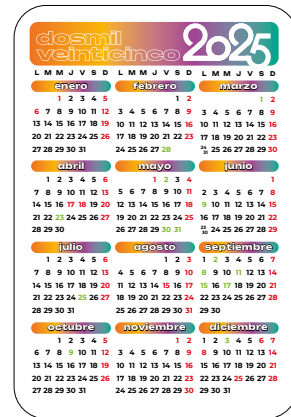 dosmil
veinticinco 2025
L M M J V S D L M M J V S D L M M J V S D
enero febrero marzo
1 2 3 4 5 1 2 1 2
6 7 8 9 10 11 12 3 4 5 6 7 8 9 3 4 5 6 7 8 9
13 14 15 16 17 18 19 10 11 12 13 14 15 16 10 11 12 13 14 15 16
20 21 22 23 24 25 26 17 18 19 20 21 22 23 17 18 19 20 21 22 23
27 28 29 30 31 24 25 26 27 28 24/31 25 26 27 28 29 30
abril mayo junio
1 2 3 4 5 6 1 2 3 4 1
7 8 9 10 11 12 13 5 6 7 8 9 10 11 2 3 4 5 6 7 8
14 15 16 17 18 19 20 12 13 14 15 16 17 18 9 10 11 12 13 14 15
21 22 23 24 25 26 27 19 20 21 22 23 24 25 16 17 18 19 20 21 22
28 29 30 26 27 28 29 30 31 23/30 24 25 26 27 28 29
julio agosto septiembre
1 2 3 4 5 6 1 2 3 1 2 3 4 5 6 7
7 8 9 10 11 12 13 4 5 6 7 8 9 10 8 9 10 11 12 13 14
14 15 16 17 18 19 20 11 12 13 14 15 16 17 15 16 17 18 19 20 21
21 22 23 24 25 26 27 18 19 20 21 22 23 24 22 23 24 25 26 27 28
28 29 30 31 25 26 27 28 29 30 31 29 30
octubre noviembre diciembre
1 2 3 4 5 1 2 1 2 3 4 5 6 7
6 7 8 9 10 11 12 3 4 5 6 7 8 9 8 9 10 11 12 13 14
13 14 15 16 17 18 19 10 11 12 13 14 15 16 15 16 17 18 19 20 21
20 21 22 23 24 25 26 17 18 19 20 21 22 23 22 23 24 25 26 27 28
27 28 29 30 31 24 25 26 27 28 29 30 29 30 31